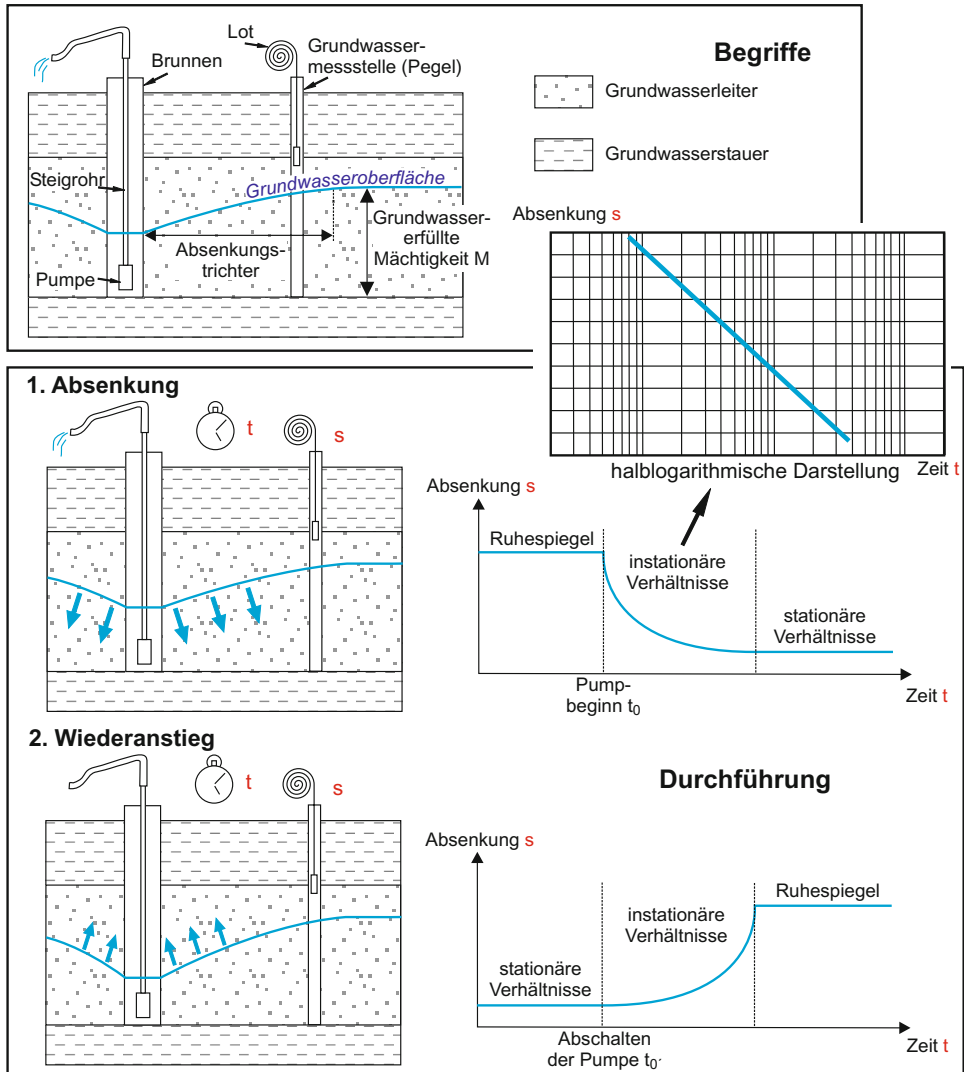 Lot
Grundwasser-
messstelle (Pegel)
Brunnen
Begriffe
Grundwasserleiter
Grundwasserstauer
Steigrohr
Grundwasseroberfläche
Grundwasser-
erfüllte
Mächtigkeit M
Absenkungs-
trichter
Pumpe
Absenkung s
halblogarithmische Darstellung
Zeit t
1. Absenkung
t
s
Absenkung s
Ruhespiegel
instationäre
Verhältnisse
stationäre
Verhältnisse
Pump-
beginn t0
Zeit t
2. Wiederanstieg
t
s
Durchführung
Absenkung s
Ruhespiegel
instationäre
Verhältnisse
stationäre
Verhältnisse
Abschalten
der Pumpe t0´
Zeit t